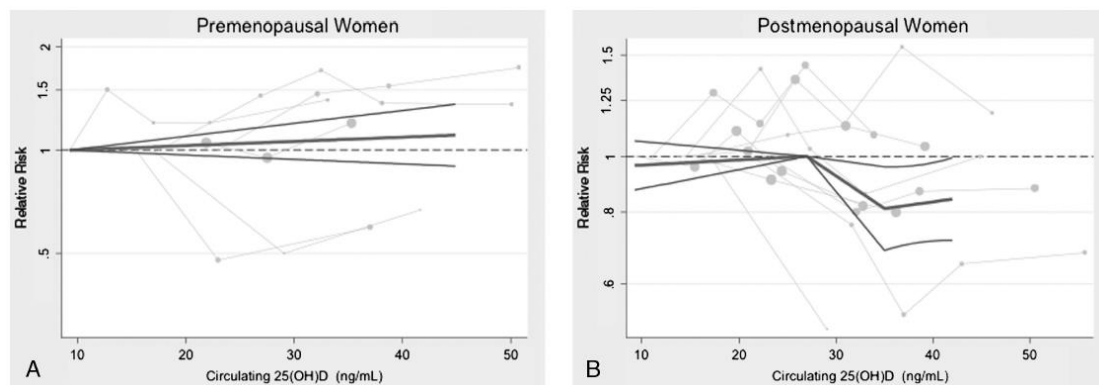 Premenopausal Women
Relative Risk
2
1.5
1
.5
10 20 30 40 50
Circulating 25(OH)D (ng/mL)
A
Postmenopausal Women
Relative Risk
1.5
1.25
1
.8
.6
10 20 30 40 50
Circulating 25(OH)D (ng/mL)
B